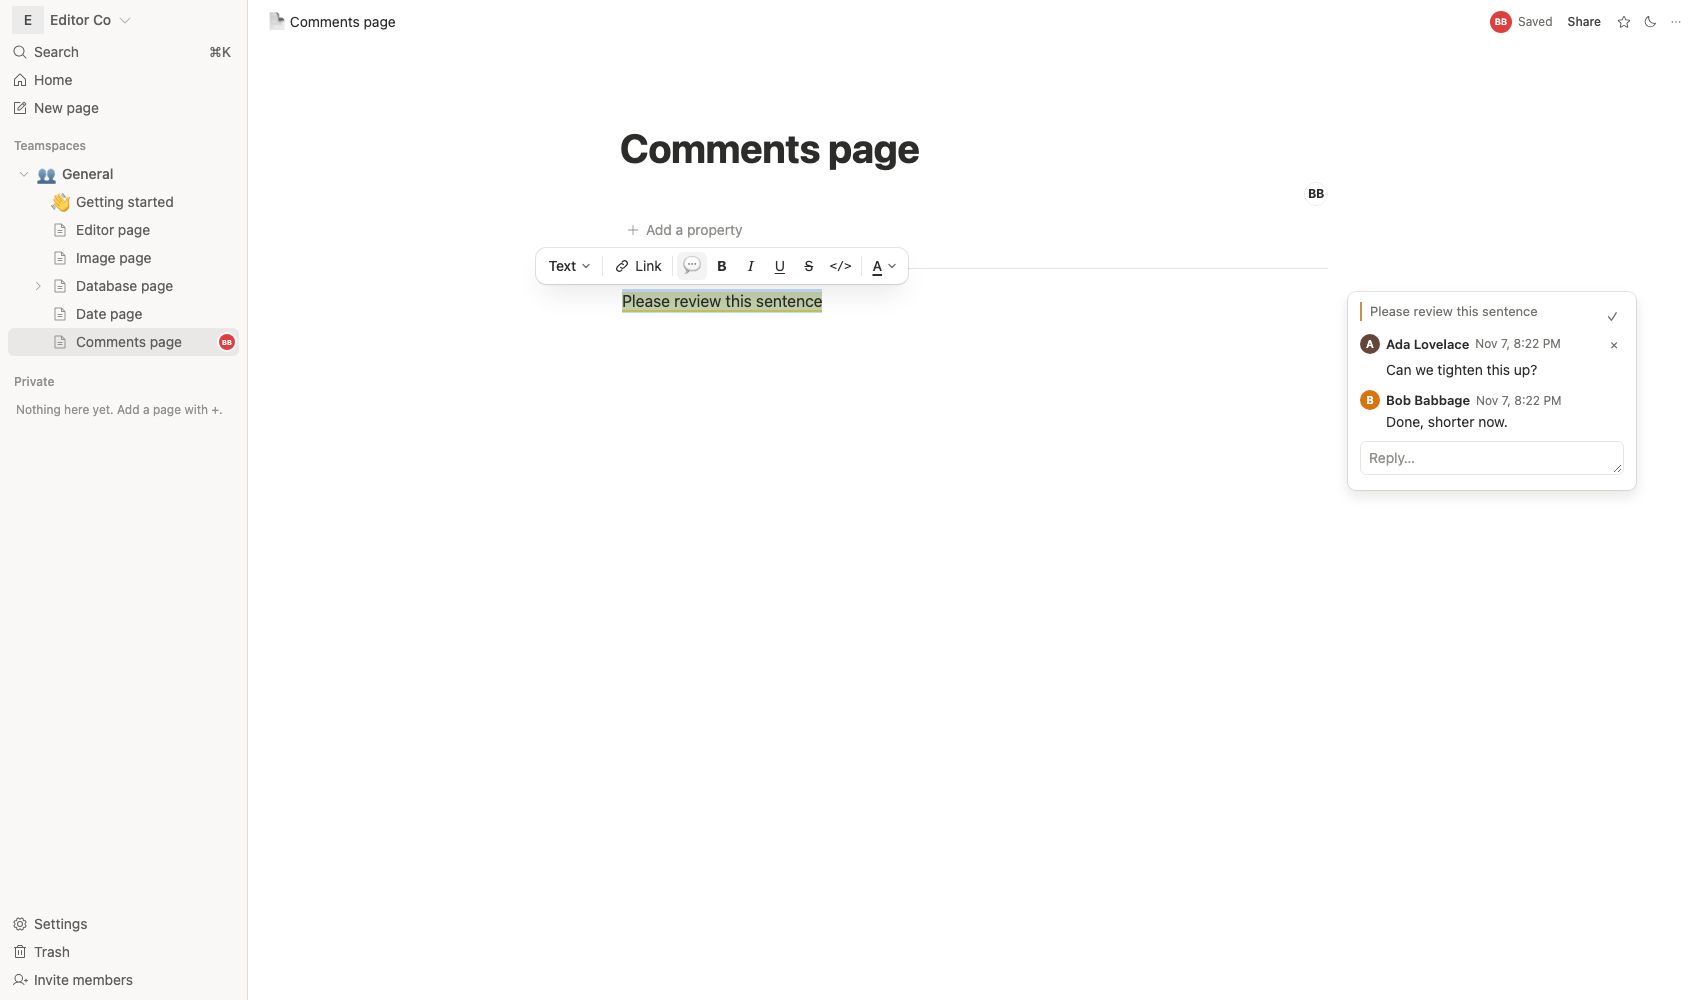 E Editor Co
Search ⌘K
Home
New page
Teamspaces
General
Getting started
Editor page
Image page
Database page
Date page
Comments page BB
Private
Nothing here yet. Add a page with +.
Settings
Trash
Invite members
Comments page
BB Saved Share
Comments page
BB
Add a property
Text Link B I U S </> A
Please review this sentence
Please review this sentence
A Ada Lovelace Nov 7, 8:22 PM
Can we tighten this up?
B Bob Babbage Nov 7, 8:22 PM
Done, shorter now.
Reply...